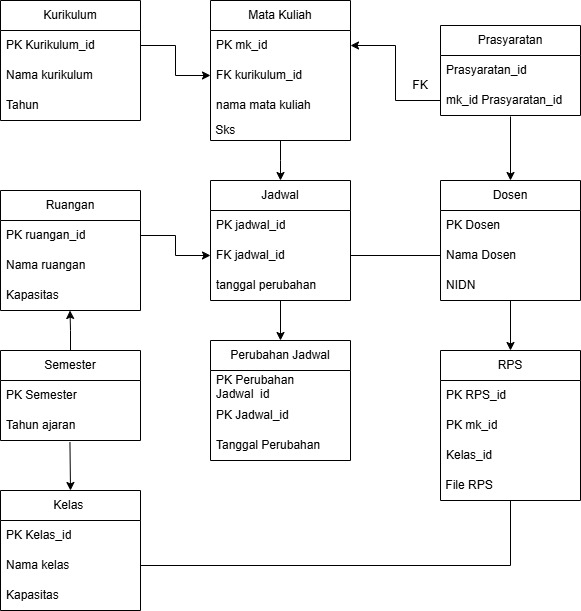 Kurikulum
PK Kurikulum_id
Nama kurikulum
Tahun
Mata Kuliah
PK mk_id
FK kurikulum_id
nama mata kuliah
Sks
Prasyaratan
Prasyaratan_id
mk_id Prasyaratan_id
FK
Ruangan
PK ruangan_id
Nama ruangan
Kapasitas
Jadwal
PK jadwal_id
FK jadwal_id
tanggal perubahan
Dosen
PK Dosen
Nama Dosen
NIDN
Semester
PK Semester
Tahun ajaran
Perubahan Jadwal
PK Perubahan
Jadwal_id
PK Jadwal_id
Tanggal Perubahan
RPS
PK RPS_id
PK mk_id
Kelas_id
File RPS
Kelas
PK Kelas_id
Nama kelas
Kapasitas